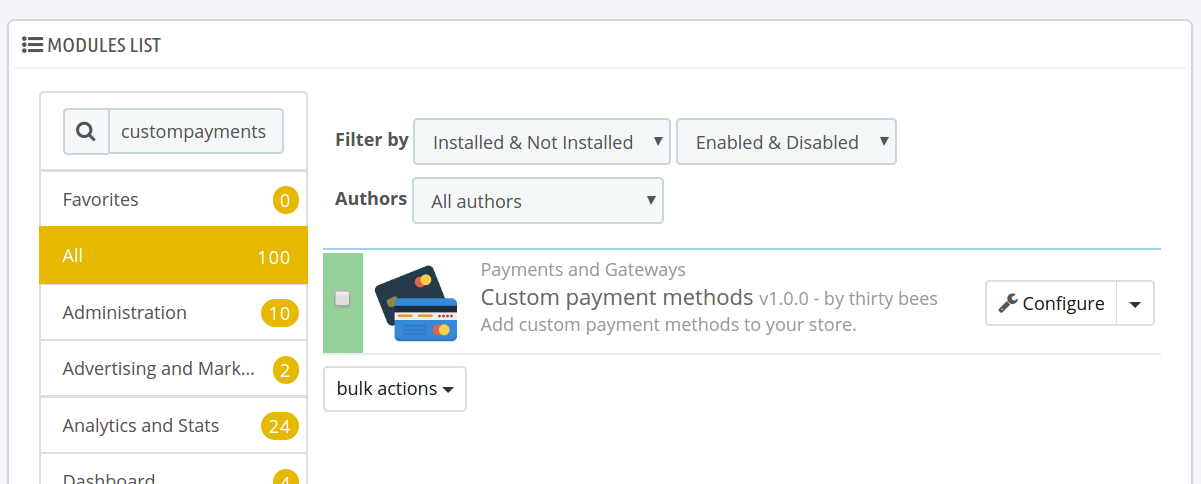 MODULES LIST
custompayments
Favorites 0
All 100
Administration 10
Advertising and Mark... 2
Analytics and Stats 24
Dashboard 4
Filter by Installed & Not Installed Enabled & Disabled
Authors All authors
Payments and Gateways
Custom payment methods v1.0.0 - by thirty bees
Add custom payment methods to your store.
Configure
bulk actions